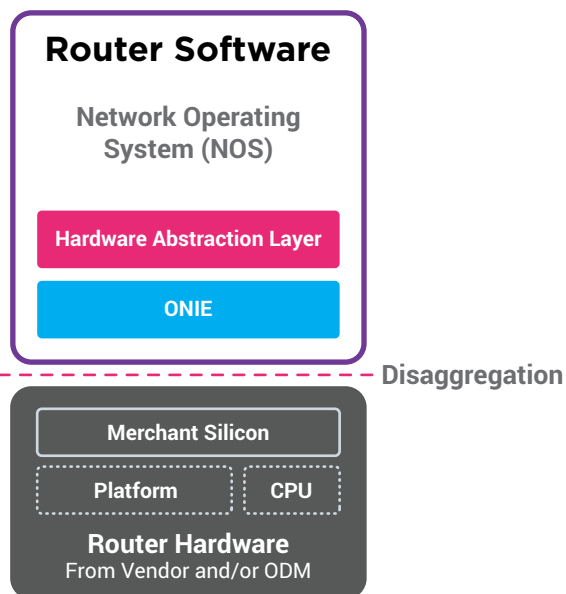 Router Software
Network Operating
System (NOS)
Hardware Abstraction Layer
ONIE
Disaggregation
Merchant Silicon
Platform
CPU
Router Hardware
From Vendor and/or ODM